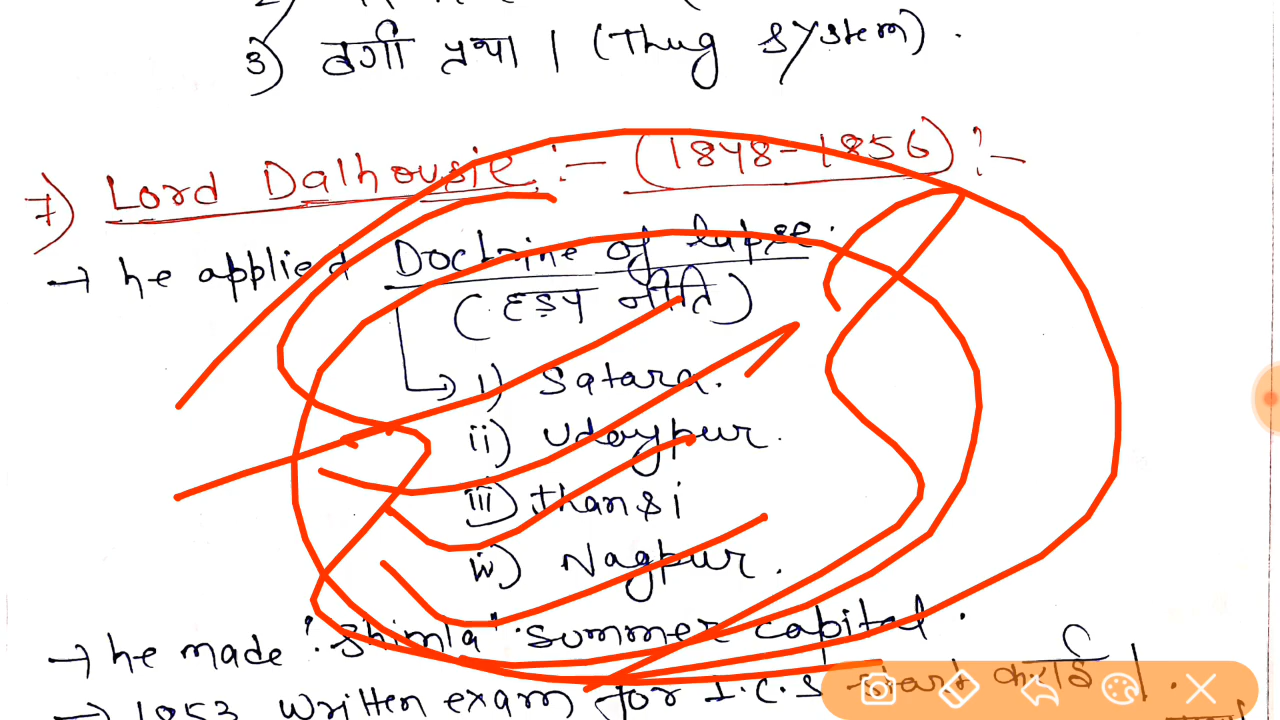 3) ठगी प्रथा । (Thug system).
7) Lord Dalhousie :- (1848-1856) :-
→ he applied Doctrine of lapse.
(हड़प नीति)
i) Satara.
ii) Udaypur.
iii) Jhansi
iv) Nagpur.
→ he made "Shimla" summer capital.
→ 1853 written exam for I.C.S start